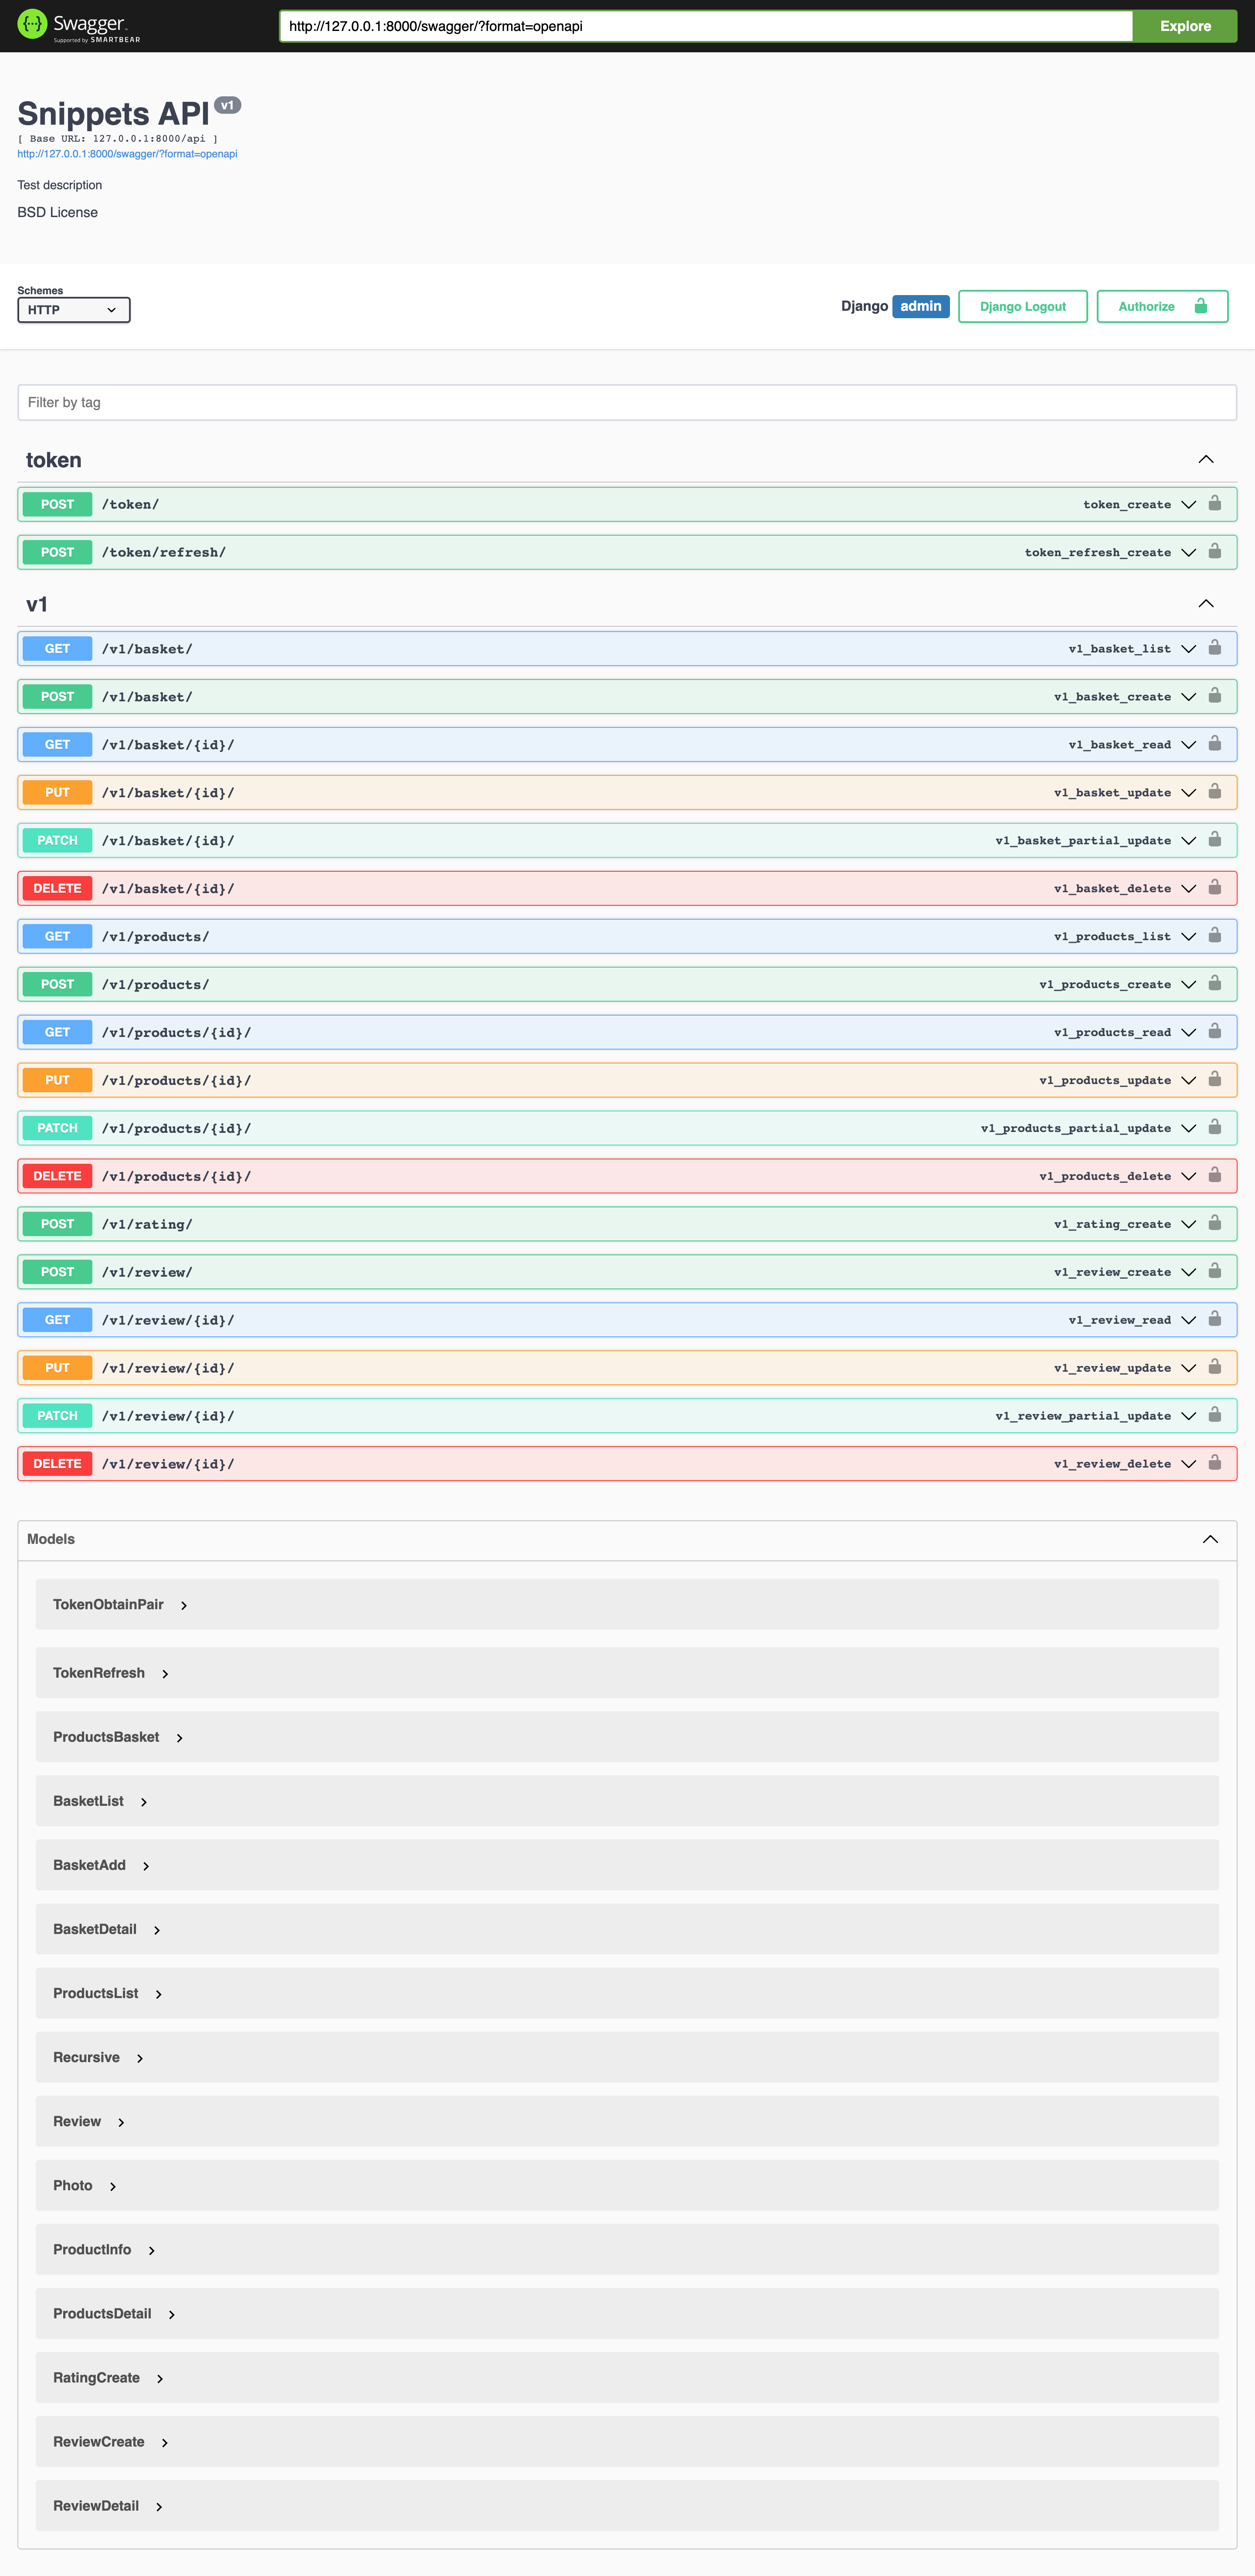 Swagger
Supported by SMARTBEAR
http://127.0.0.1:8000/swagger/?format=openapi
Explore
Snippets API v1
[ Base URL: 127.0.0.1:8000/api ]
http://127.0.0.1:8000/swagger/?format=openapi
Test description
BSD License
Schemes
HTTP
Django admin
Django Logout
Authorize
Filter by tag
token
POST /token/ token_create
POST /token/refresh/ token_refresh_create
v1
GET /v1/basket/ v1_basket_list
POST /v1/basket/ v1_basket_create
GET /v1/basket/{id}/ v1_basket_read
PUT /v1/basket/{id}/ v1_basket_update
PATCH /v1/basket/{id}/ v1_basket_partial_update
DELETE /v1/basket/{id}/ v1_basket_delete
GET /v1/products/ v1_products_list
POST /v1/products/ v1_products_create
GET /v1/products/{id}/ v1_products_read
PUT /v1/products/{id}/ v1_products_update
PATCH /v1/products/{id}/ v1_products_partial_update
DELETE /v1/products/{id}/ v1_products_delete
POST /v1/rating/ v1_rating_create
POST /v1/review/ v1_review_create
GET /v1/review/{id}/ v1_review_read
PUT /v1/review/{id}/ v1_review_update
PATCH /v1/review/{id}/ v1_review_partial_update
DELETE /v1/review/{id}/ v1_review_delete
Models
TokenObtainPair
TokenRefresh
ProductsBasket
BasketList
BasketAdd
BasketDetail
ProductsList
Recursive
Review
Photo
ProductInfo
ProductsDetail
RatingCreate
ReviewCreate
ReviewDetail